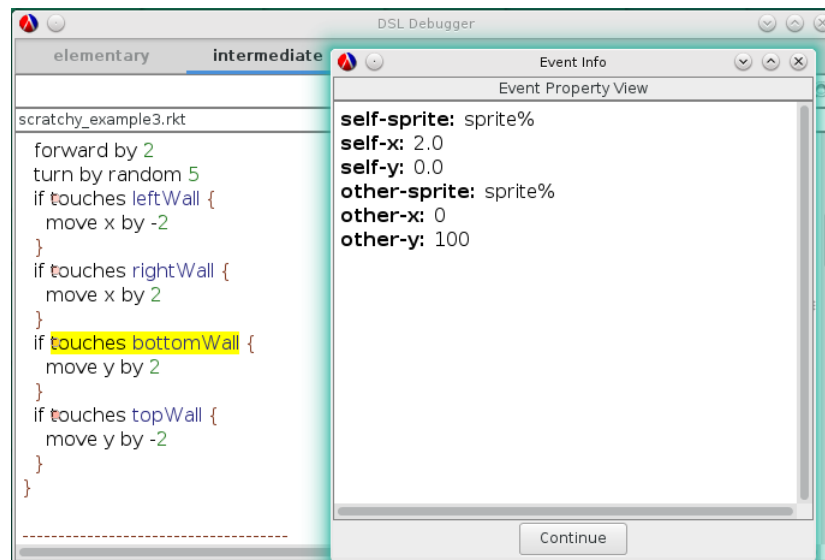 DSL Debugger
elementary
intermediate
scratchy_example3.rkt
forward by 2
turn by random 5
if touches leftWall {
move x by -2
}
if touches rightWall {
move x by 2
}
if touches bottomWall {
move y by 2
}
if touches topWall {
move y by -2
}
}
------------------------------------
Event Info
Event Property View
self-sprite: sprite%
self-x: 2.0
self-y: 0.0
other-sprite: sprite%
other-x: 0
other-y: 100
Continue